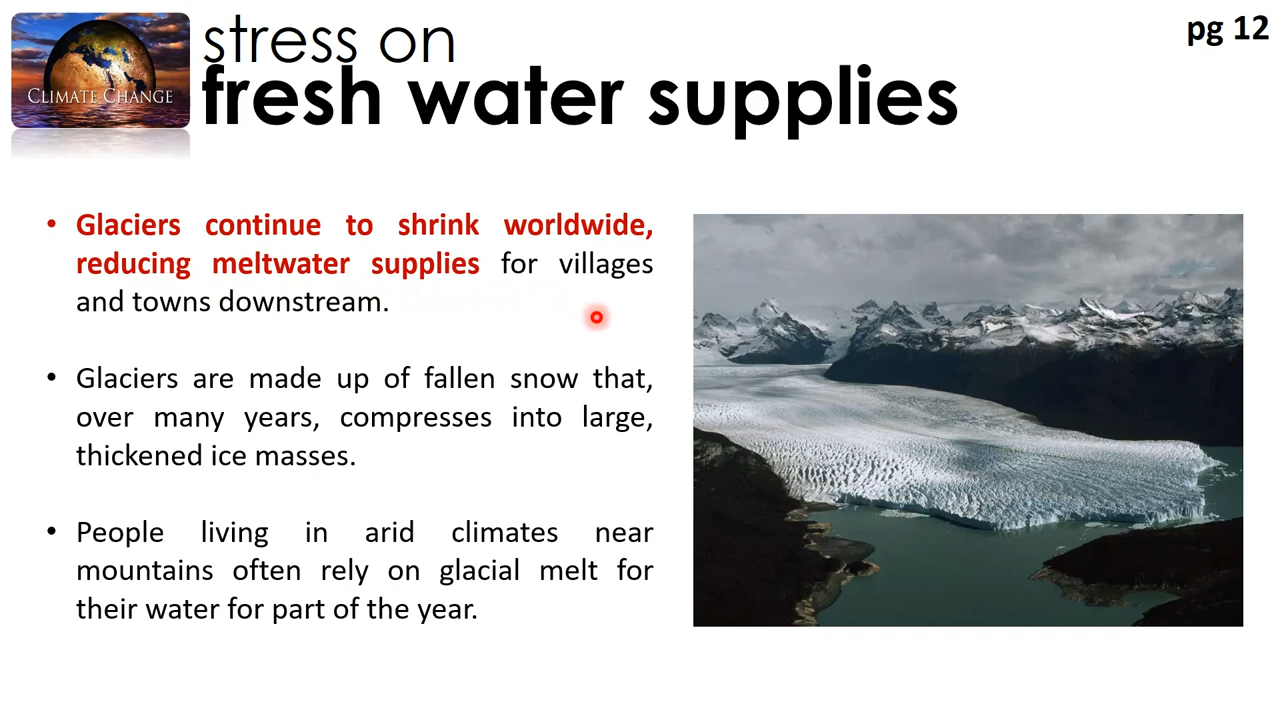 pg 12
CLIMATE CHANGE
stress on
fresh water supplies
• Glaciers continue to shrink worldwide,
reducing meltwater supplies for villages
and towns downstream.
• Glaciers are made up of fallen snow that,
over many years, compresses into large,
thickened ice masses.
• People living in arid climates near
mountains often rely on glacial melt for
their water for part of the year.